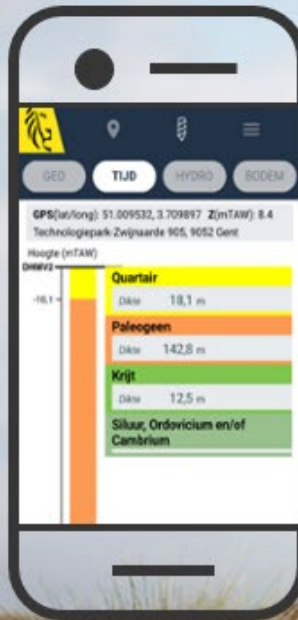 GEO TIJD HYDRO BODEM
GPS(lat/long): 51.009532, 3.709897 Z(mTAW): 8.4
Technologiepark-Zwijnaarde 905, 9052 Gent
Hoogte (mTAW)
DHMV2
-18,1
Quartair
Dikte 18,1 m
Paleogeen
Dikte 142,8 m
Krijt
Dikte 12,5 m
Siluur, Ordovicium en/of
Cambrium